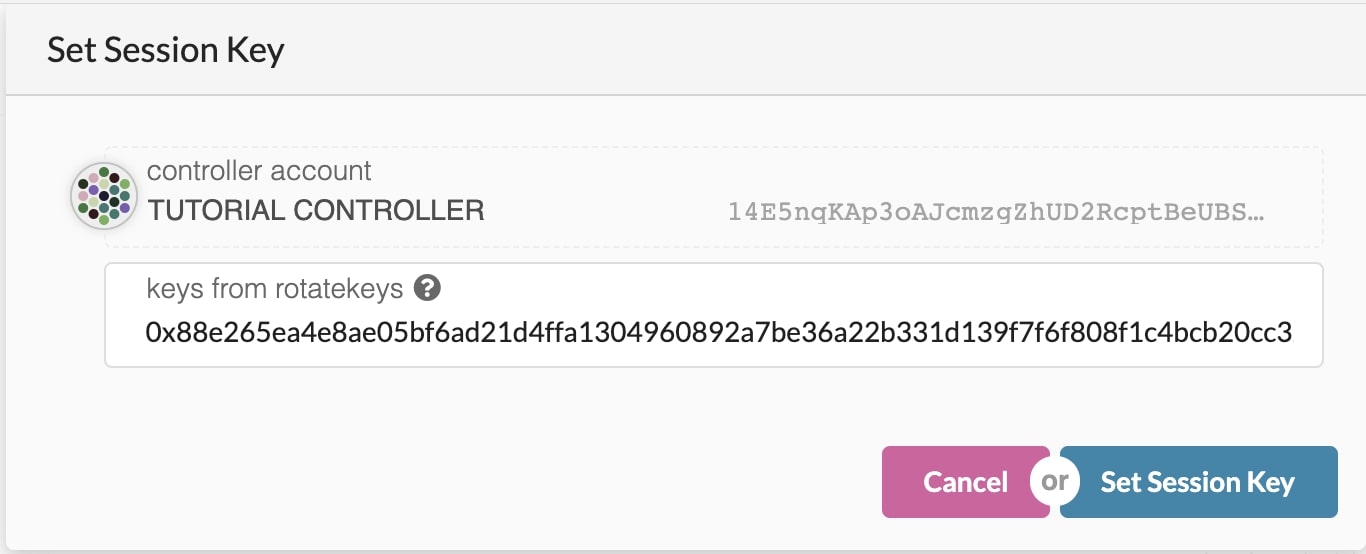 Set Session Key
controller account
TUTORIAL CONTROLLER 14E5nqKAp3oAJcmzgZhUD2RcptBeUBS…
keys from rotatekeys ?
0x88e265ea4e8ae05bf6ad21d4ffa1304960892a7be36a22b331d139f7f6f808f1c4bcb20cc3
Cancel or Set Session Key